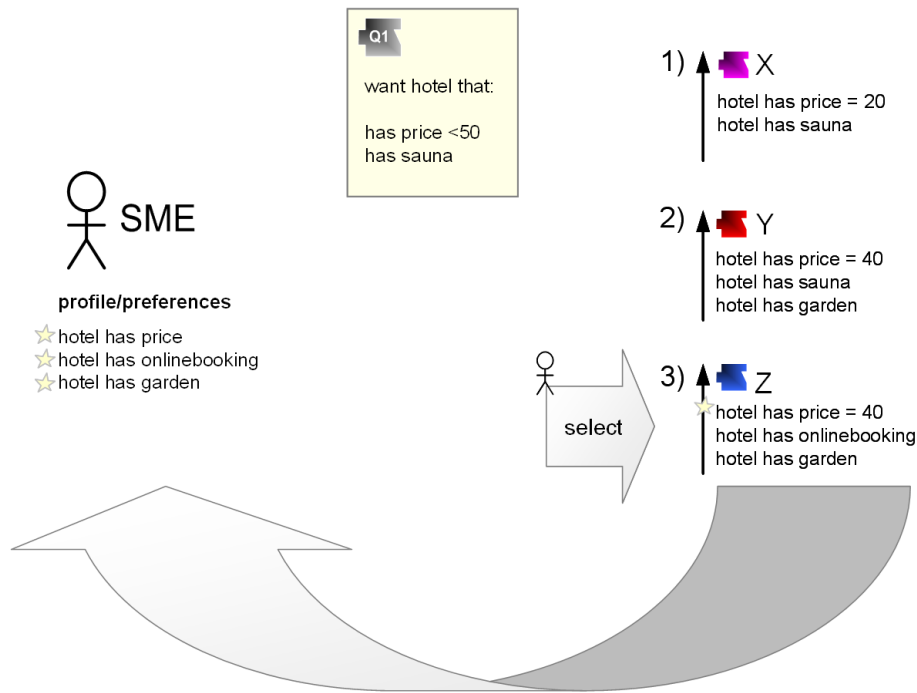 Q1
want hotel that:
has price <50
has sauna
SME
profile/preferences
hotel has price
hotel has onlinebooking
hotel has garden
1) X
hotel has price = 20
hotel has sauna
2) Y
hotel has price = 40
hotel has sauna
hotel has garden
select
3) Z
hotel has price = 40
hotel has onlinebooking
hotel has garden